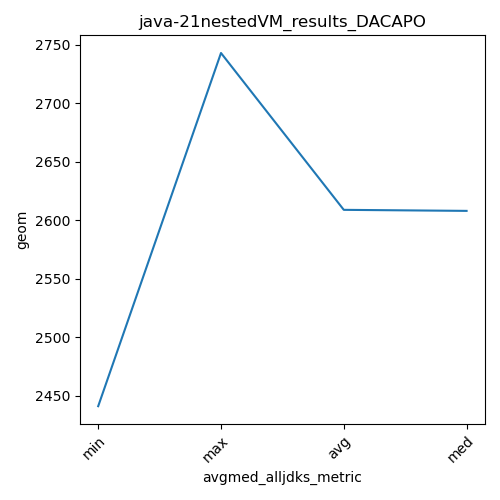 java-21nestedVM_results_DACAPO
2750
2700
2650
2600
2550
2500
2450
geom
min
max
avg
med
avgmed_alljdks_metric